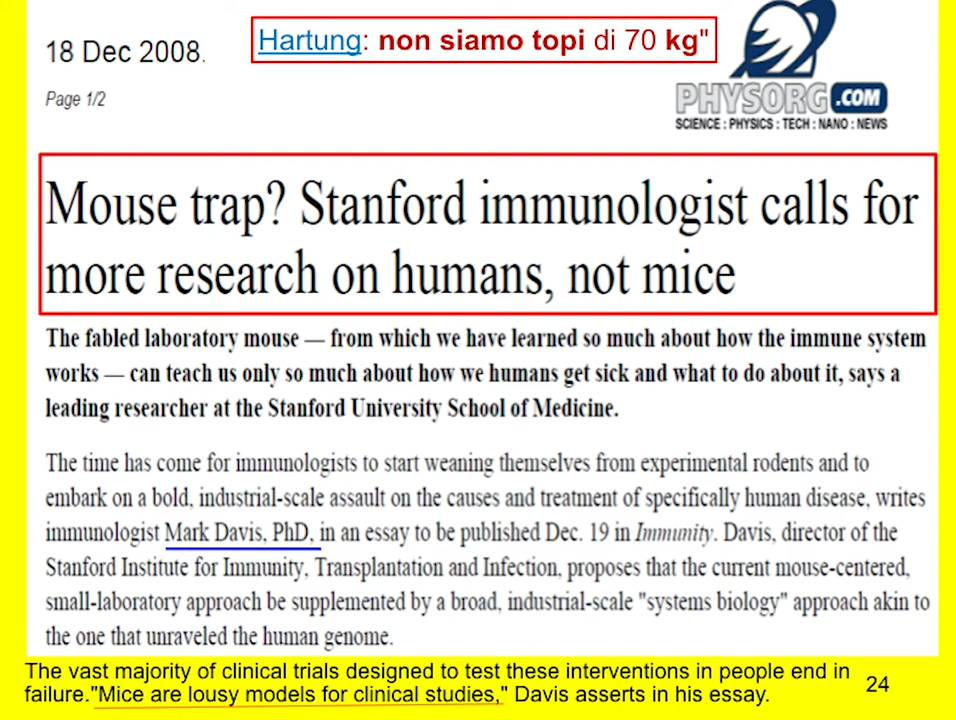 18 Dec 2008.
Hartung: non siamo topi di 70 kg"
Page 1/2
PHYSORG.COM
SCIENCE : PHYSICS : TECH : NANO : NEWS
Mouse trap? Stanford immunologist calls for
more research on humans, not mice
The fabled laboratory mouse — from which we have learned so much about how the immune system
works — can teach us only so much about how we humans get sick and what to do about it, says a
leading researcher at the Stanford University School of Medicine.
The time has come for immunologists to start weaning themselves from experimental rodents and to
embark on a bold, industrial-scale assault on the causes and treatment of specifically human disease, writes
immunologist Mark Davis, PhD, in an essay to be published Dec. 19 in Immunity. Davis, director of the
Stanford Institute for Immunity, Transplantation and Infection, proposes that the current mouse-centered,
small-laboratory approach be supplemented by a broad, industrial-scale "systems biology" approach akin to
the one that unraveled the human genome.
The vast majority of clinical trials designed to test these interventions in people end in
failure."Mice are lousy models for clinical studies," Davis asserts in his essay.
24